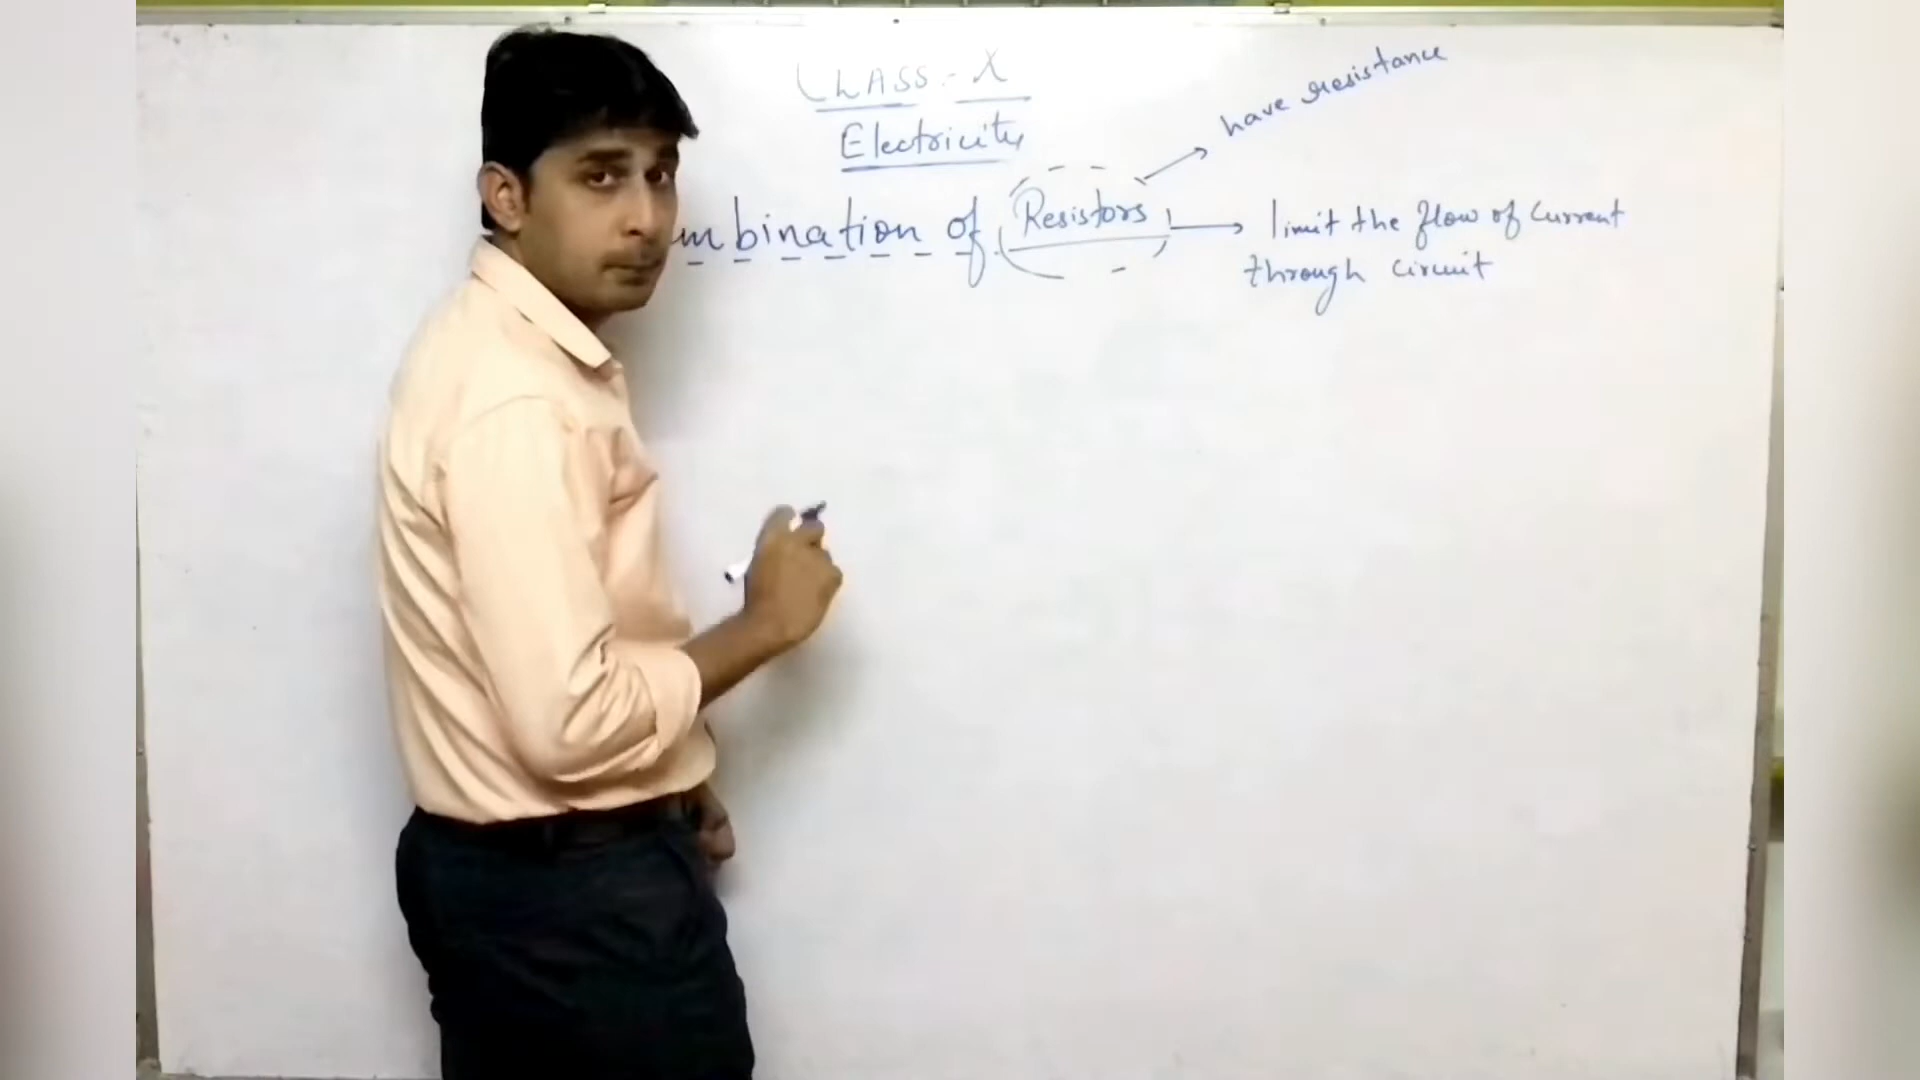 CLASS - X
Electricity
have resistance
mbination of Resistors
limit the flow of current
through circuit